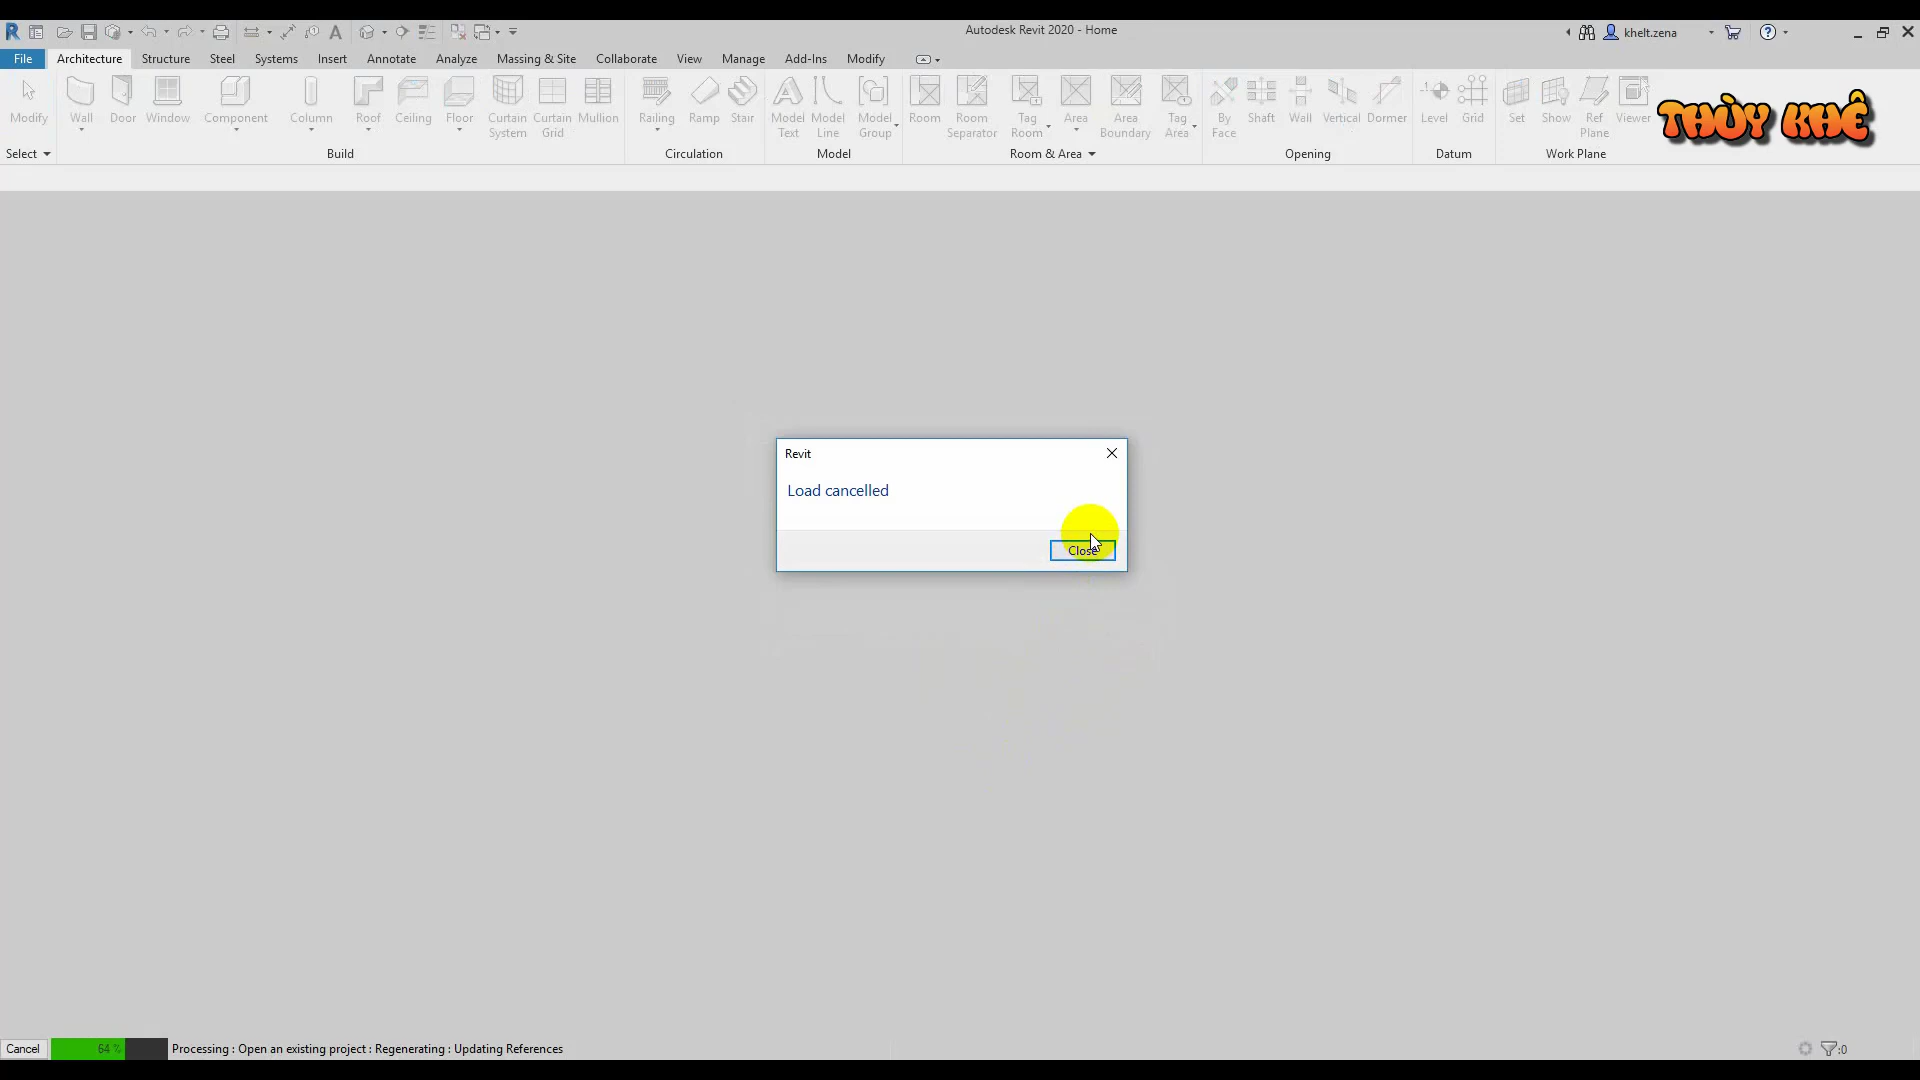 Autodesk Revit 2020 - Home
khelt.zena
File Architecture Structure Steel Systems Insert Annotate Analyze Massing & Site Collaborate View Manage Add-Ins Modify
Modify Wall Door Window Component Column Roof Ceiling Floor Curtain System Curtain Grid Mullion Railing Ramp Stair Model Text Model Line Model Group Room Room Separator Tag Room Area Area Boundary Tag Area By Face Shaft Wall Vertical Dormer Level Grid Set Show Ref Plane Viewer
THÙY KHÊ
Select Build Circulation Model Room & Area Opening Datum Work Plane
Revit
Load cancelled
Close
Cancel 64 % Processing : Open an existing project : Regenerating : Updating References
:0